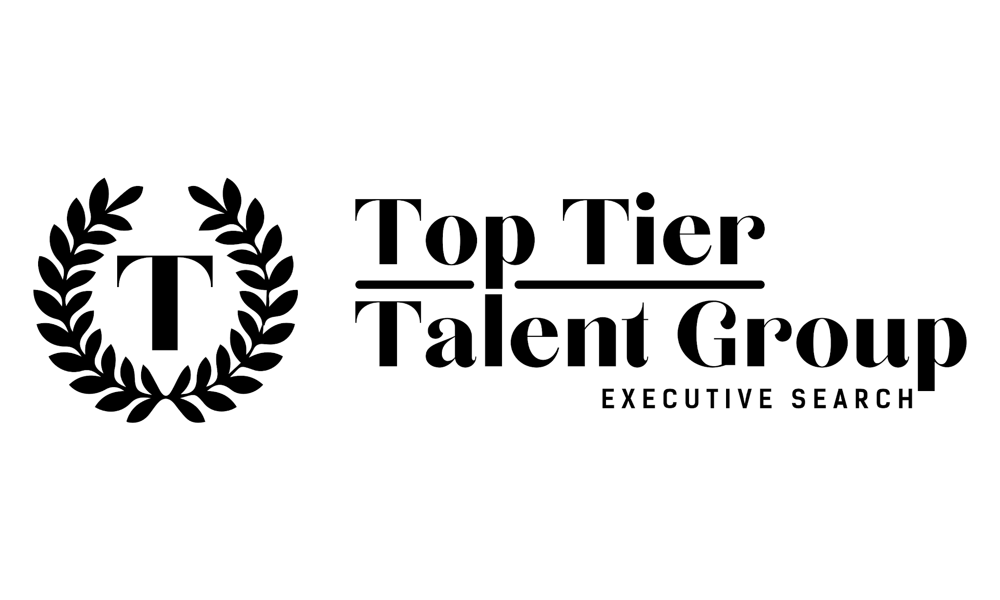 T
Top Tier
Talent Group
EXECUTIVE SEARCH